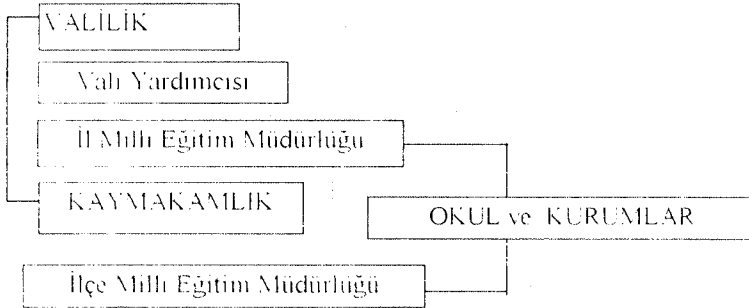 VALİLİK
Vali Yardımcısı
İl Milli Eğitim Müdürlüğü
KAYMAKAMLIK
OKUL ve KURUMLAR
İlçe Milli Eğitim Müdürlüğü